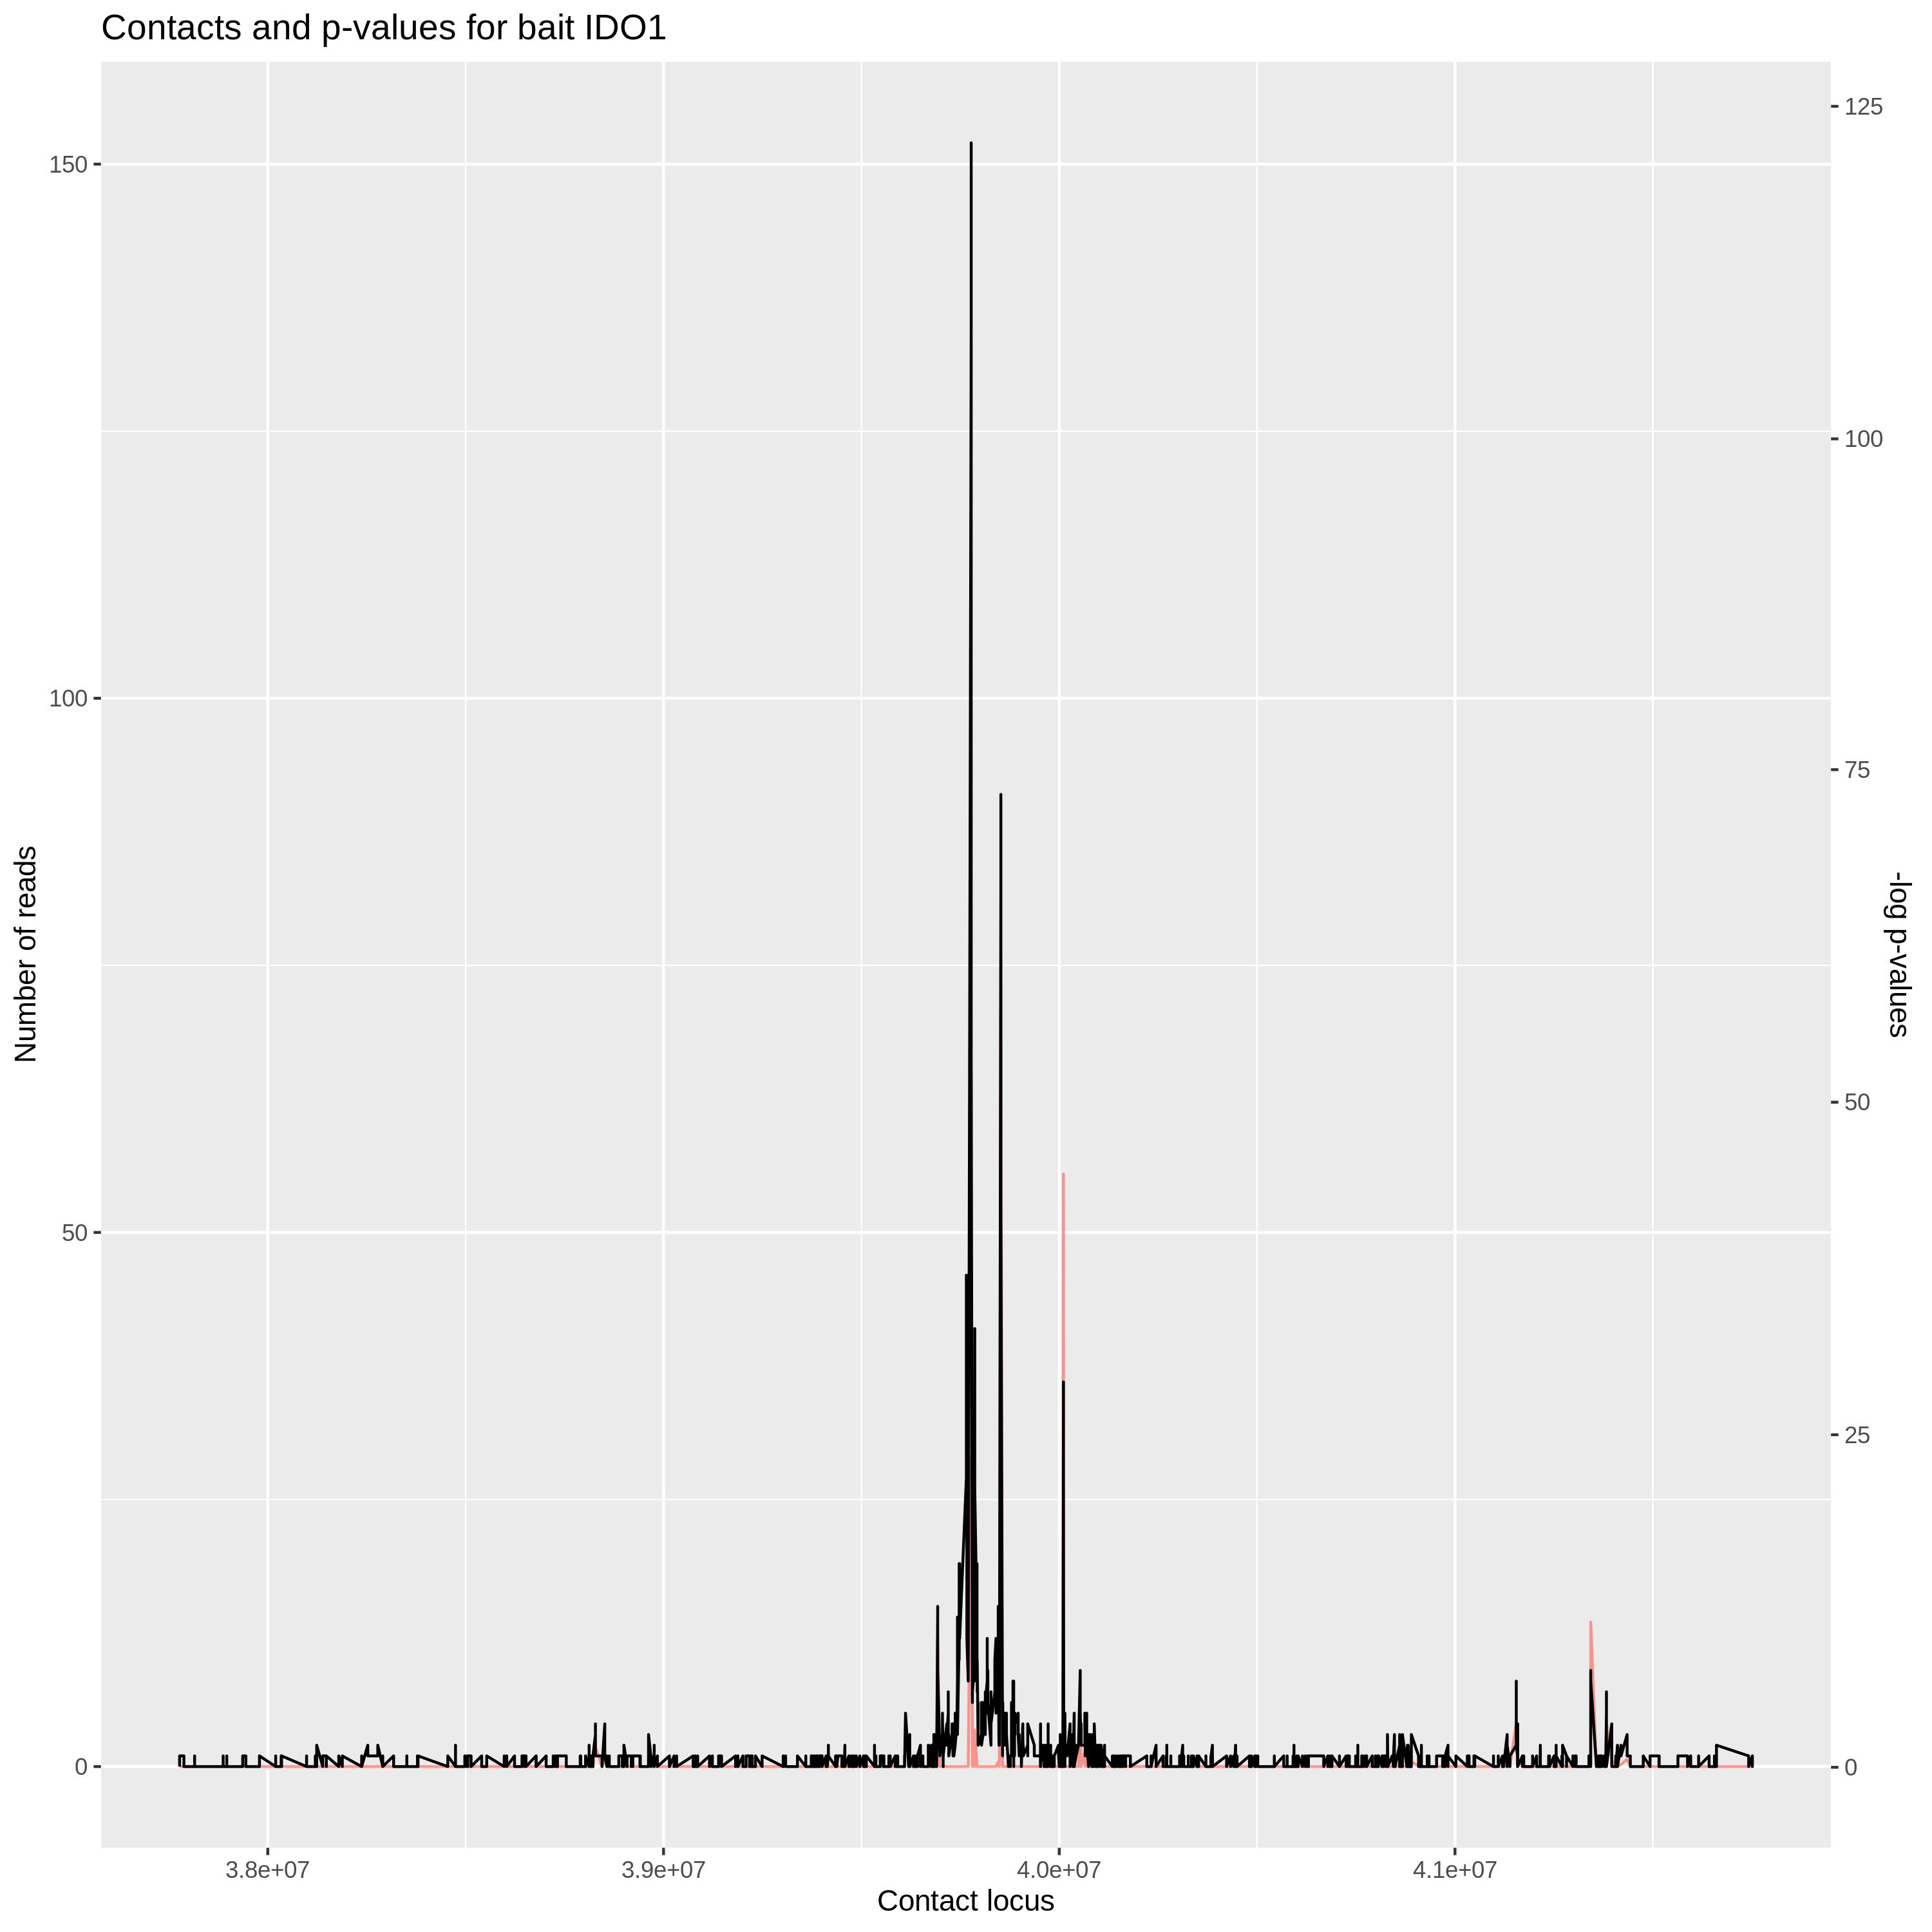 Contacts and p-values for bait IDO1
125
150
100
100
75
Number of reads
-log p-values
50
50
25
0
0
3.8e+07
3.9e+07
4.0e+07
4.1e+07
Contact locus